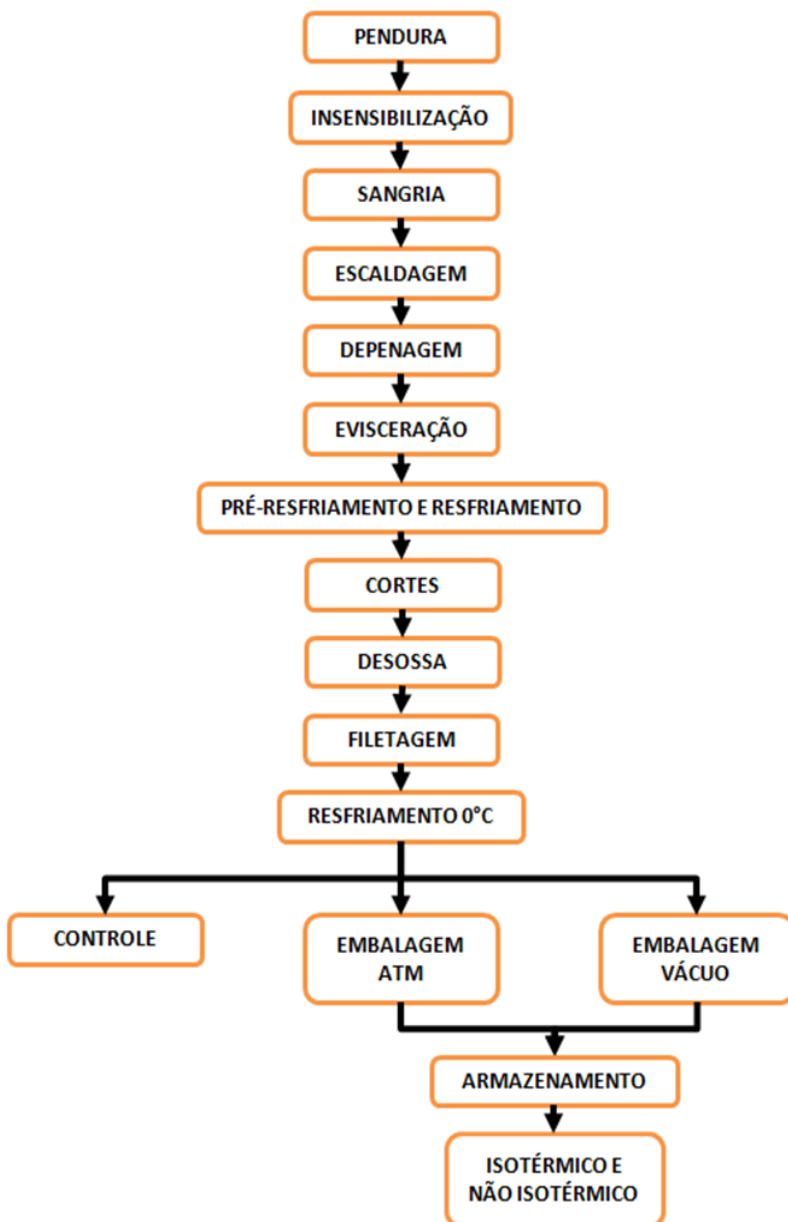 PENDURA
INSENSIBILIZAÇÃO
SANGRIA
ESCALDAGEM
DEPENAGEM
EVISCERAÇÃO
PRÉ-RESFRIAMENTO E RESFRIAMENTO
CORTES
DESOSSA
FILETAGEM
RESFRIAMENTO 0°C
CONTROLE
EMBALAGEM
ATM
EMBALAGEM
VÁCUO
ARMAZENAMENTO
ISOTÉRMICO E
NÃO ISOTÉRMICO